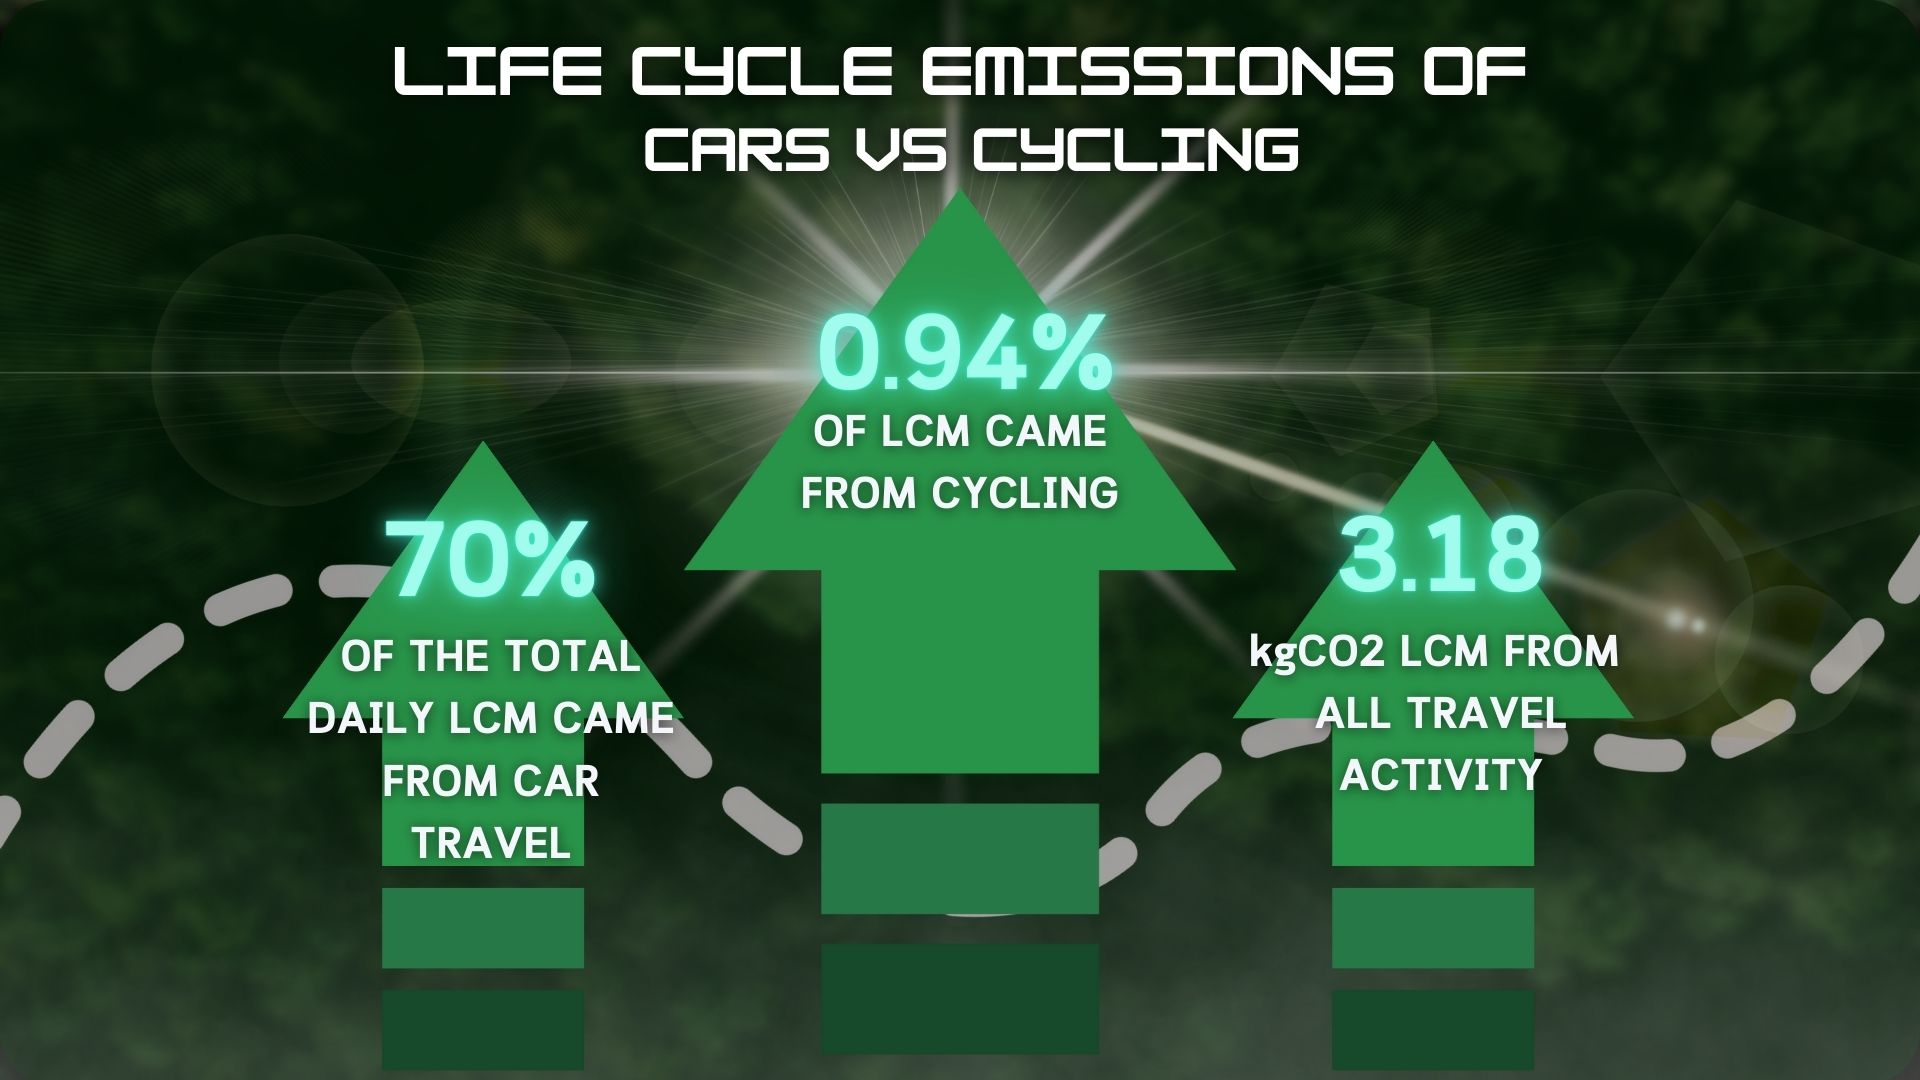 LIFE CYCLE EMISSIONS OF
CARS VS CYCLING
0.94%
OF LCM CAME
FROM CYCLING
70%
OF THE TOTAL
DAILY LCM CAME
FROM CAR
TRAVEL
3.18
kgCO2 LCM FROM
ALL TRAVEL
ACTIVITY